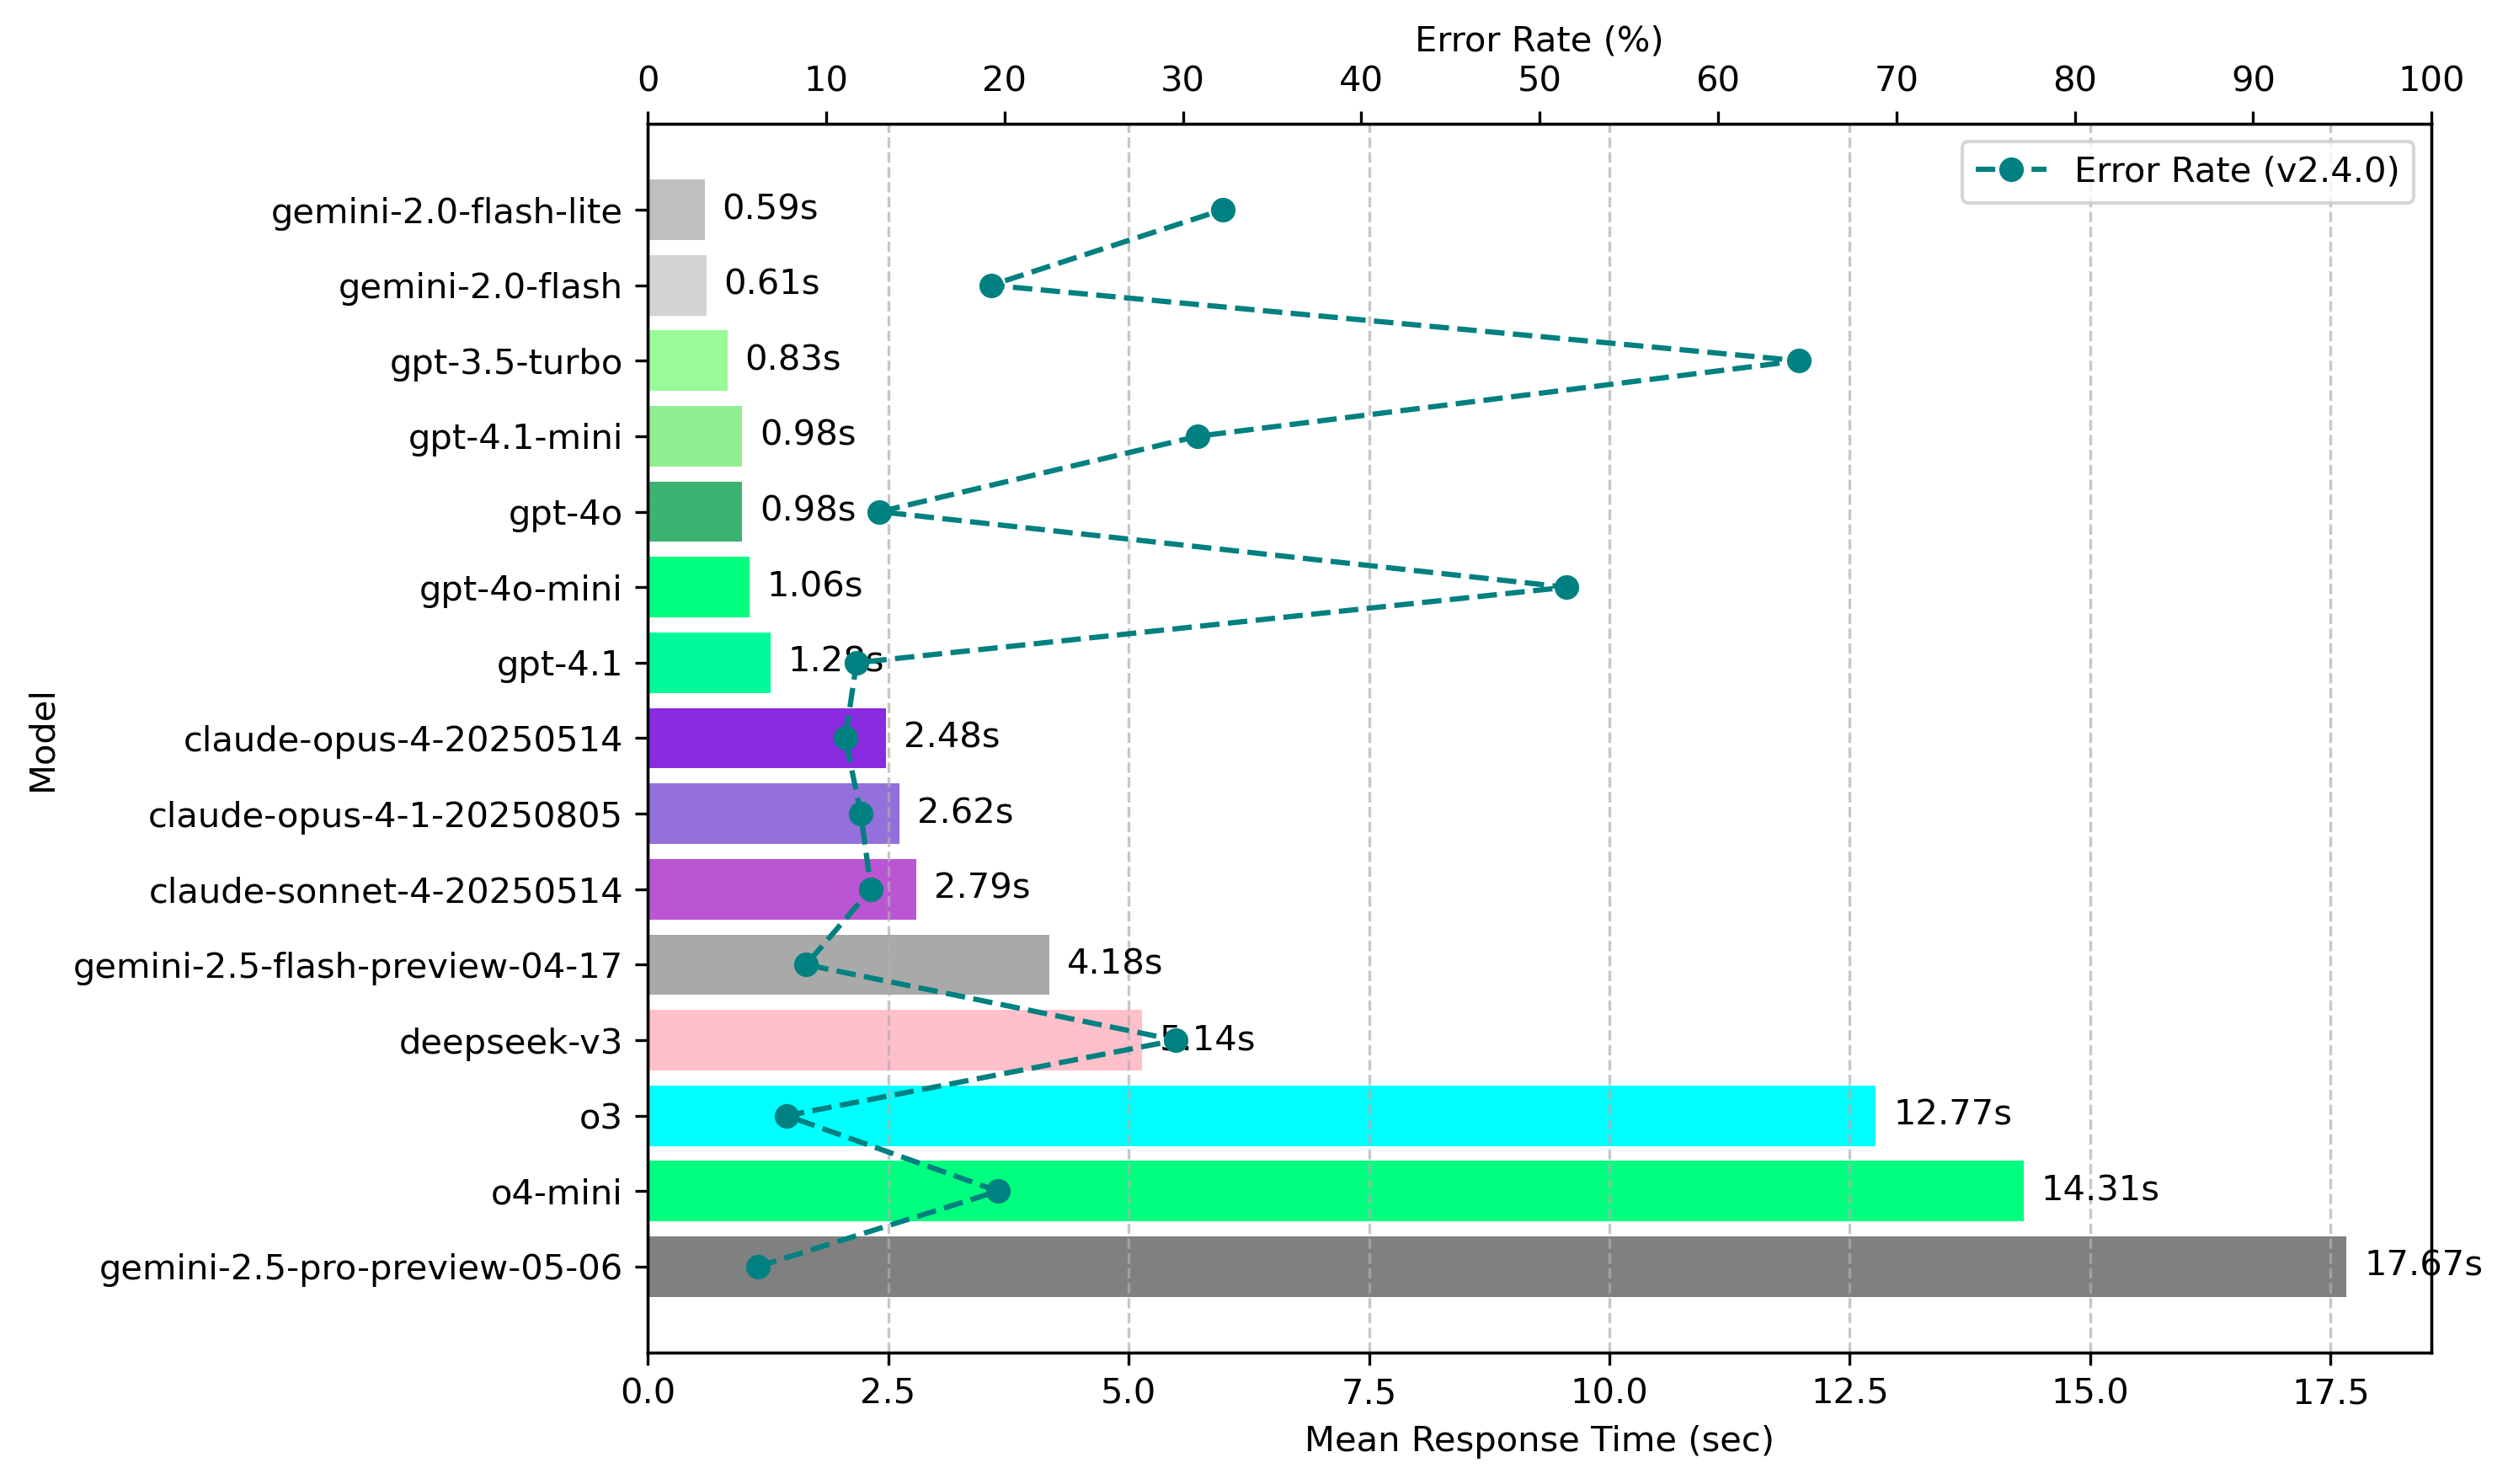 Error Rate (%)
0 10 20 30 40 50 60 70 80 90 100
Error Rate (v2.4.0)
gemini-2.0-flash-lite 0.59s
gemini-2.0-flash 0.61s
gpt-3.5-turbo 0.83s
gpt-4.1-mini 0.98s
gpt-4o 0.98s
gpt-4o-mini 1.06s
gpt-4.1
claude-opus-4-20250514 2.48s
claude-opus-4-1-20250805 2.62s
claude-sonnet-4-20250514 2.79s
gemini-2.5-flash-preview-04-17 4.18s
deepseek-v3 5.14s
o3 12.77s
o4-mini 14.31s
gemini-2.5-pro-preview-05-06 17.67s
Model
0.0 2.5 5.0 7.5 10.0 12.5 15.0 17.5
Mean Response Time (sec)